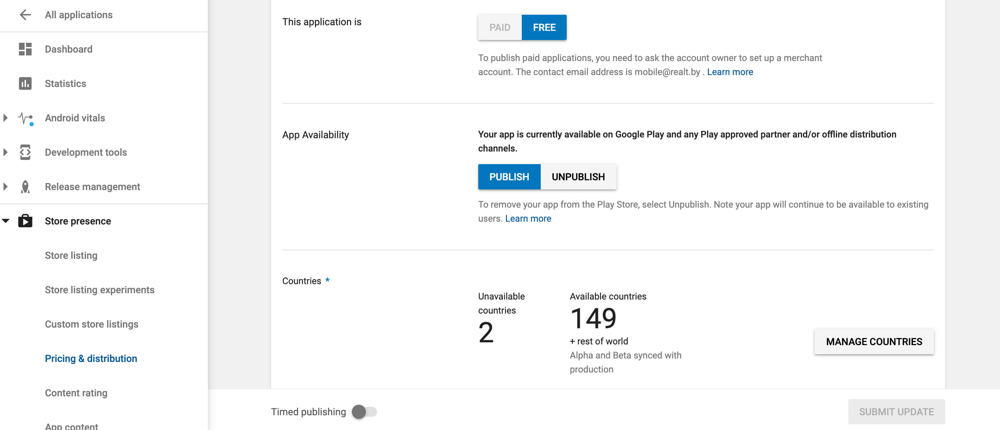 All applications
Dashboard
Statistics
Android vitals
Development tools
Release management
Store presence
Store listing
Store listing experiments
Custom store listings
Pricing & distribution
Content rating
App content
This application is
PAID
FREE
To publish paid applications, you need to ask the account owner to set up a merchant
account. The contact email address is mobile@realt.by . Learn more
App Availability
Your app is currently available on Google Play and any Play approved partner and/or offline distribution
channels.
PUBLISH
UNPUBLISH
To remove your app from the Play Store, select Unpublish. Note your app will continue to be available to existing
users. Learn more
Countries *
Unavailable
countries
2
Available countries
149
+ rest of world
Alpha and Beta synced with
production
MANAGE COUNTRIES
Timed publishing
SUBMIT UPDATE